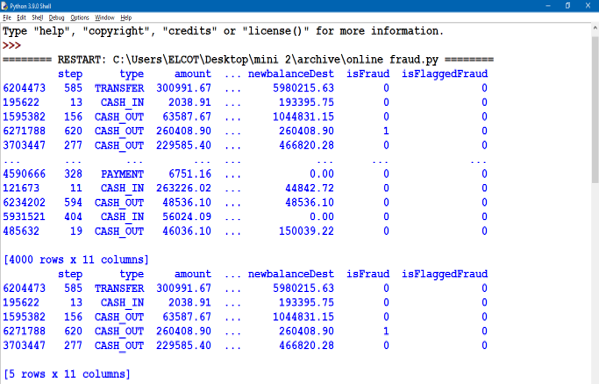 Python 3.9.0 Shell
File Edit Shell Debug Options Window Help
Type "help", "copyright", "credits" or "license()" for more information.
>>>
======== RESTART: C:\Users\ELCOT\Desktop\mini 2\archive\online fraud.py ========
step type amount ... newbalanceDest isFraud isFlaggedFraud
6204473 585 TRANSFER 300991.67 ... 5980215.63 0 0
195622 13 CASH_IN 2038.91 ... 193395.75 0 0
1595382 156 CASH_OUT 63587.67 ... 1044831.15 0 0
6271788 620 CASH_OUT 260408.90 ... 260408.90 1 0
3703447 277 CASH_OUT 229585.40 ... 466820.28 0 0
... ... ... ... ... ... ... ...
4590666 328 PAYMENT 6751.16 ... 0.00 0 0
121673 11 CASH_IN 263226.02 ... 44842.72 0 0
6234202 594 CASH_OUT 48536.10 ... 48536.10 0 0
5931521 404 CASH_IN 56024.09 ... 0.00 0 0
485632 19 CASH_OUT 46036.10 ... 150039.22 0 0
[4000 rows x 11 columns]
step type amount ... newbalanceDest isFraud isFlaggedFraud
6204473 585 TRANSFER 300991.67 ... 5980215.63 0 0
195622 13 CASH_IN 2038.91 ... 193395.75 0 0
1595382 156 CASH_OUT 63587.67 ... 1044831.15 0 0
6271788 620 CASH_OUT 260408.90 ... 260408.90 1 0
3703447 277 CASH_OUT 229585.40 ... 466820.28 0 0
[5 rows x 11 columns]